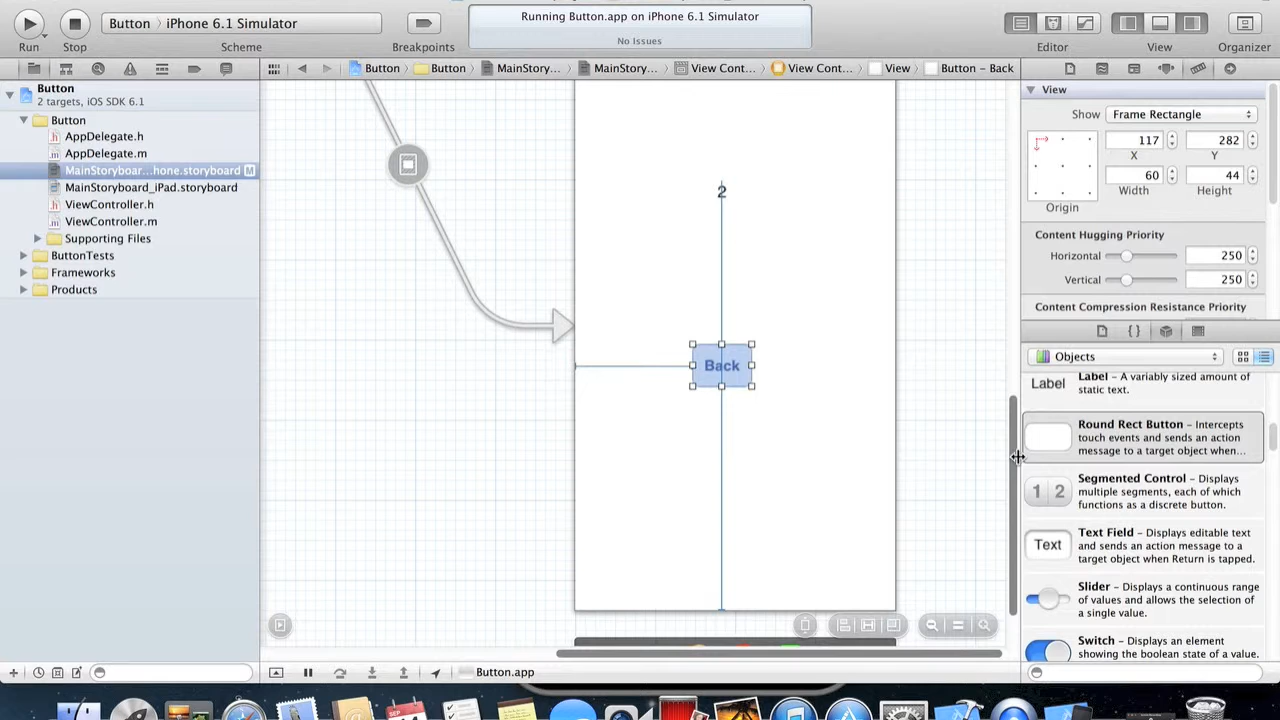 Running Button.app on iPhone 6.1 Simulator
No Issues
Button
iPhone 6.1 Simulator
Run
Stop
Scheme
Breakpoints
Editor
View
Organizer
Button
Button
MainStory...
MainStory...
View Cont...
View Cont...
View
Button – Back
Button
2 targets, iOS SDK 6.1
Button
AppDelegate.h
AppDelegate.m
MainStoryboar...hone.storyboard
M
MainStoryboard_iPad.storyboard
ViewController.h
ViewController.m
Supporting Files
ButtonTests
Frameworks
Products
2
Back
View
Show
Frame Rectangle
117
282
X
Y
60
44
Width
Height
Origin
Content Hugging Priority
Horizontal
250
Vertical
250
Content Compression Resistance Priority
Objects
Label
Label – A variably sized amount of
static text.
Round Rect Button – Intercepts
touch events and sends an action
message to a target object when...
1 2
Segmented Control – Displays
multiple segments, each of which
functions as a discrete button.
Text
Text Field – Displays editable text
and sends an action message to a
target object when Return is tapped.
Slider – Displays a continuous range
of values and allows the selection of
a single value.
Switch – Displays an element
showing the boolean state of a value.
Button.app